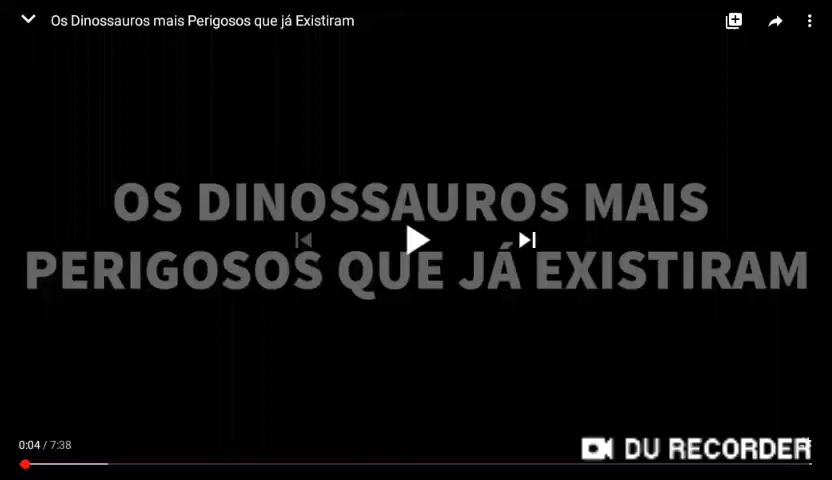 Os Dinossauros mais Perigosos que já Existiram
OS DINOSSAUROS MAIS
PERIGOSOS QUE JÁ EXISTIRAM
0:04 / 7:38
DU RECORDER